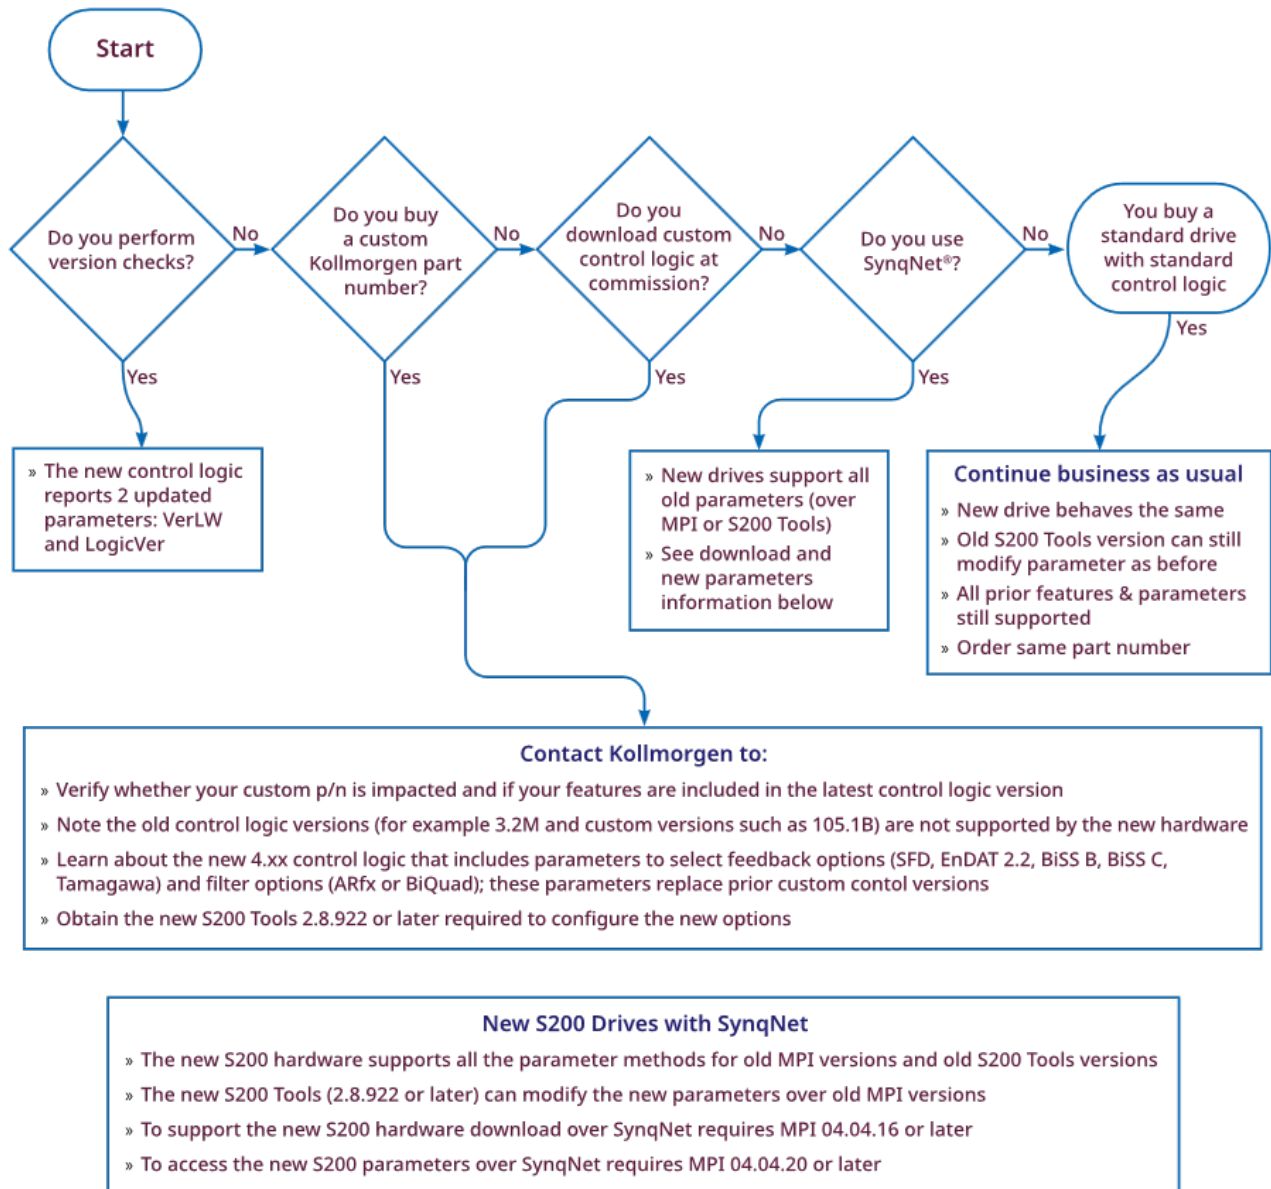 Start
Do you perform
version checks?
No
Do you buy
a custom
Kollmorgen part
number?
No
Do you
download custom
control logic at
commission?
No
Do you use
SynqNet®?
No
You buy a
standard drive
with standard
control logic
Yes
Yes
Yes
Yes
Yes
» The new control logic
reports 2 updated
parameters: VerLW
and LogicVer
» New drives support all
old parameters (over
MPI or S200 Tools)
» See download and
new parameters
information below
Continue business as usual
» New drive behaves the same
» Old S200 Tools version can still
modify parameter as before
» All prior features & parameters
still supported
» Order same part number
Contact Kollmorgen to:
» Verify whether your custom p/n is impacted and if your features are included in the latest control logic version
» Note the old control logic versions (for example 3.2M and custom versions such as 105.1B) are not supported by the new hardware
» Learn about the new 4.xx control logic that includes parameters to select feedback options (SFD, EnDAT 2.2, BiSS B, BiSS C,
Tamagawa) and filter options (ARfx or BiQuad); these parameters replace prior custom contol versions
» Obtain the new S200 Tools 2.8.922 or later required to configure the new options
New S200 Drives with SynqNet
» The new S200 hardware supports all the parameter methods for old MPI versions and old S200 Tools versions
» The new S200 Tools (2.8.922 or later) can modify the new parameters over old MPI versions
» To support the new S200 hardware download over SynqNet requires MPI 04.04.16 or later
» To access the new S200 parameters over SynqNet requires MPI 04.04.20 or later